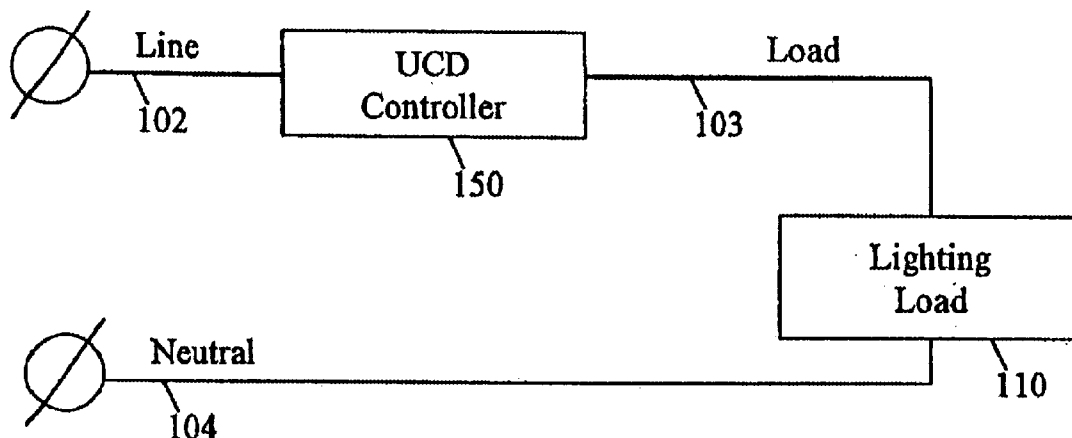 Line
UCD
Controller
Load
102
103
150
Lighting
Load
Neutral
104
110